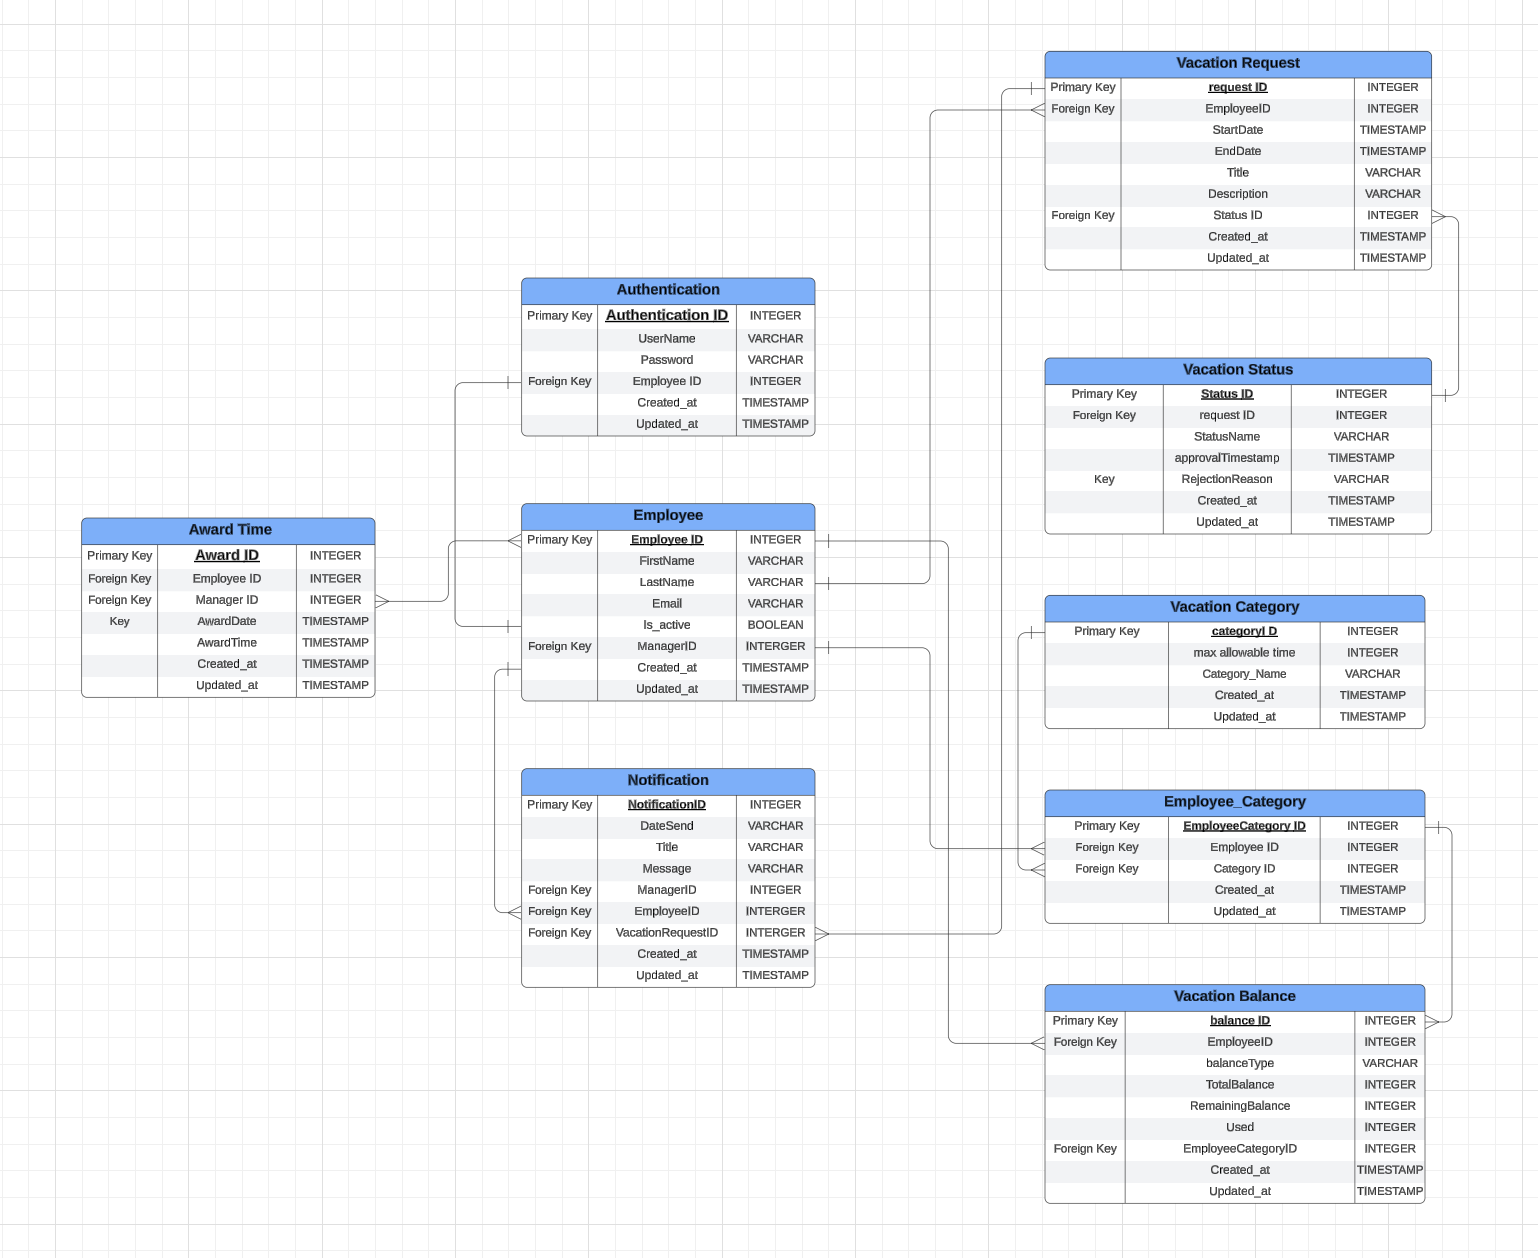 Vacation Request
Primary Key request ID INTEGER
Foreign Key EmployeeID INTEGER
StartDate TIMESTAMP
EndDate TIMESTAMP
Title VARCHAR
Description VARCHAR
Foreign Key Status ID INTEGER
Created_at TIMESTAMP
Updated_at TIMESTAMP
Authentication
Primary Key Authentication ID INTEGER
UserName VARCHAR
Password VARCHAR
Foreign Key Employee ID INTEGER
Created_at TIMESTAMP
Updated_at TIMESTAMP
Vacation Status
Primary Key Status ID INTEGER
Foreign Key request ID INTEGER
StatusName VARCHAR
approvalTimestamp TIMESTAMP
Key RejectionReason VARCHAR
Created_at TIMESTAMP
Updated_at TIMESTAMP
Award Time
Primary Key Award ID INTEGER
Foreign Key Employee ID INTEGER
Foreign Key Manager ID INTEGER
Key AwardDate TIMESTAMP
AwardTime TIMESTAMP
Created_at TIMESTAMP
Updated_at TIMESTAMP
Employee
Primary Key Employee ID INTEGER
FirstName VARCHAR
LastName VARCHAR
Email VARCHAR
Is_active BOOLEAN
Foreign Key ManagerID INTERGER
Created_at TIMESTAMP
Updated_at TIMESTAMP
Vacation Category
Primary Key categoryI D INTEGER
max allowable time INTEGER
Category_Name VARCHAR
Created_at TIMESTAMP
Updated_at TIMESTAMP
Notification
Primary Key NotificationID INTEGER
DateSend VARCHAR
Title VARCHAR
Message VARCHAR
Foreign Key ManagerID INTEGER
Foreign Key EmployeeID INTERGER
Foreign Key VacationRequestID INTERGER
Created_at TIMESTAMP
Updated_at TIMESTAMP
Employee_Category
Primary Key EmployeeCategory ID INTEGER
Foreign Key Employee ID INTEGER
Foreign Key Category ID INTEGER
Created_at TIMESTAMP
Updated_at TIMESTAMP
Vacation Balance
Primary Key balance ID INTEGER
Foreign Key EmployeeID INTEGER
balanceType VARCHAR
TotalBalance INTEGER
RemainingBalance INTEGER
Used INTEGER
Foreign Key EmployeeCategoryID INTEGER
Created_at TIMESTAMP
Updated_at TIMESTAMP